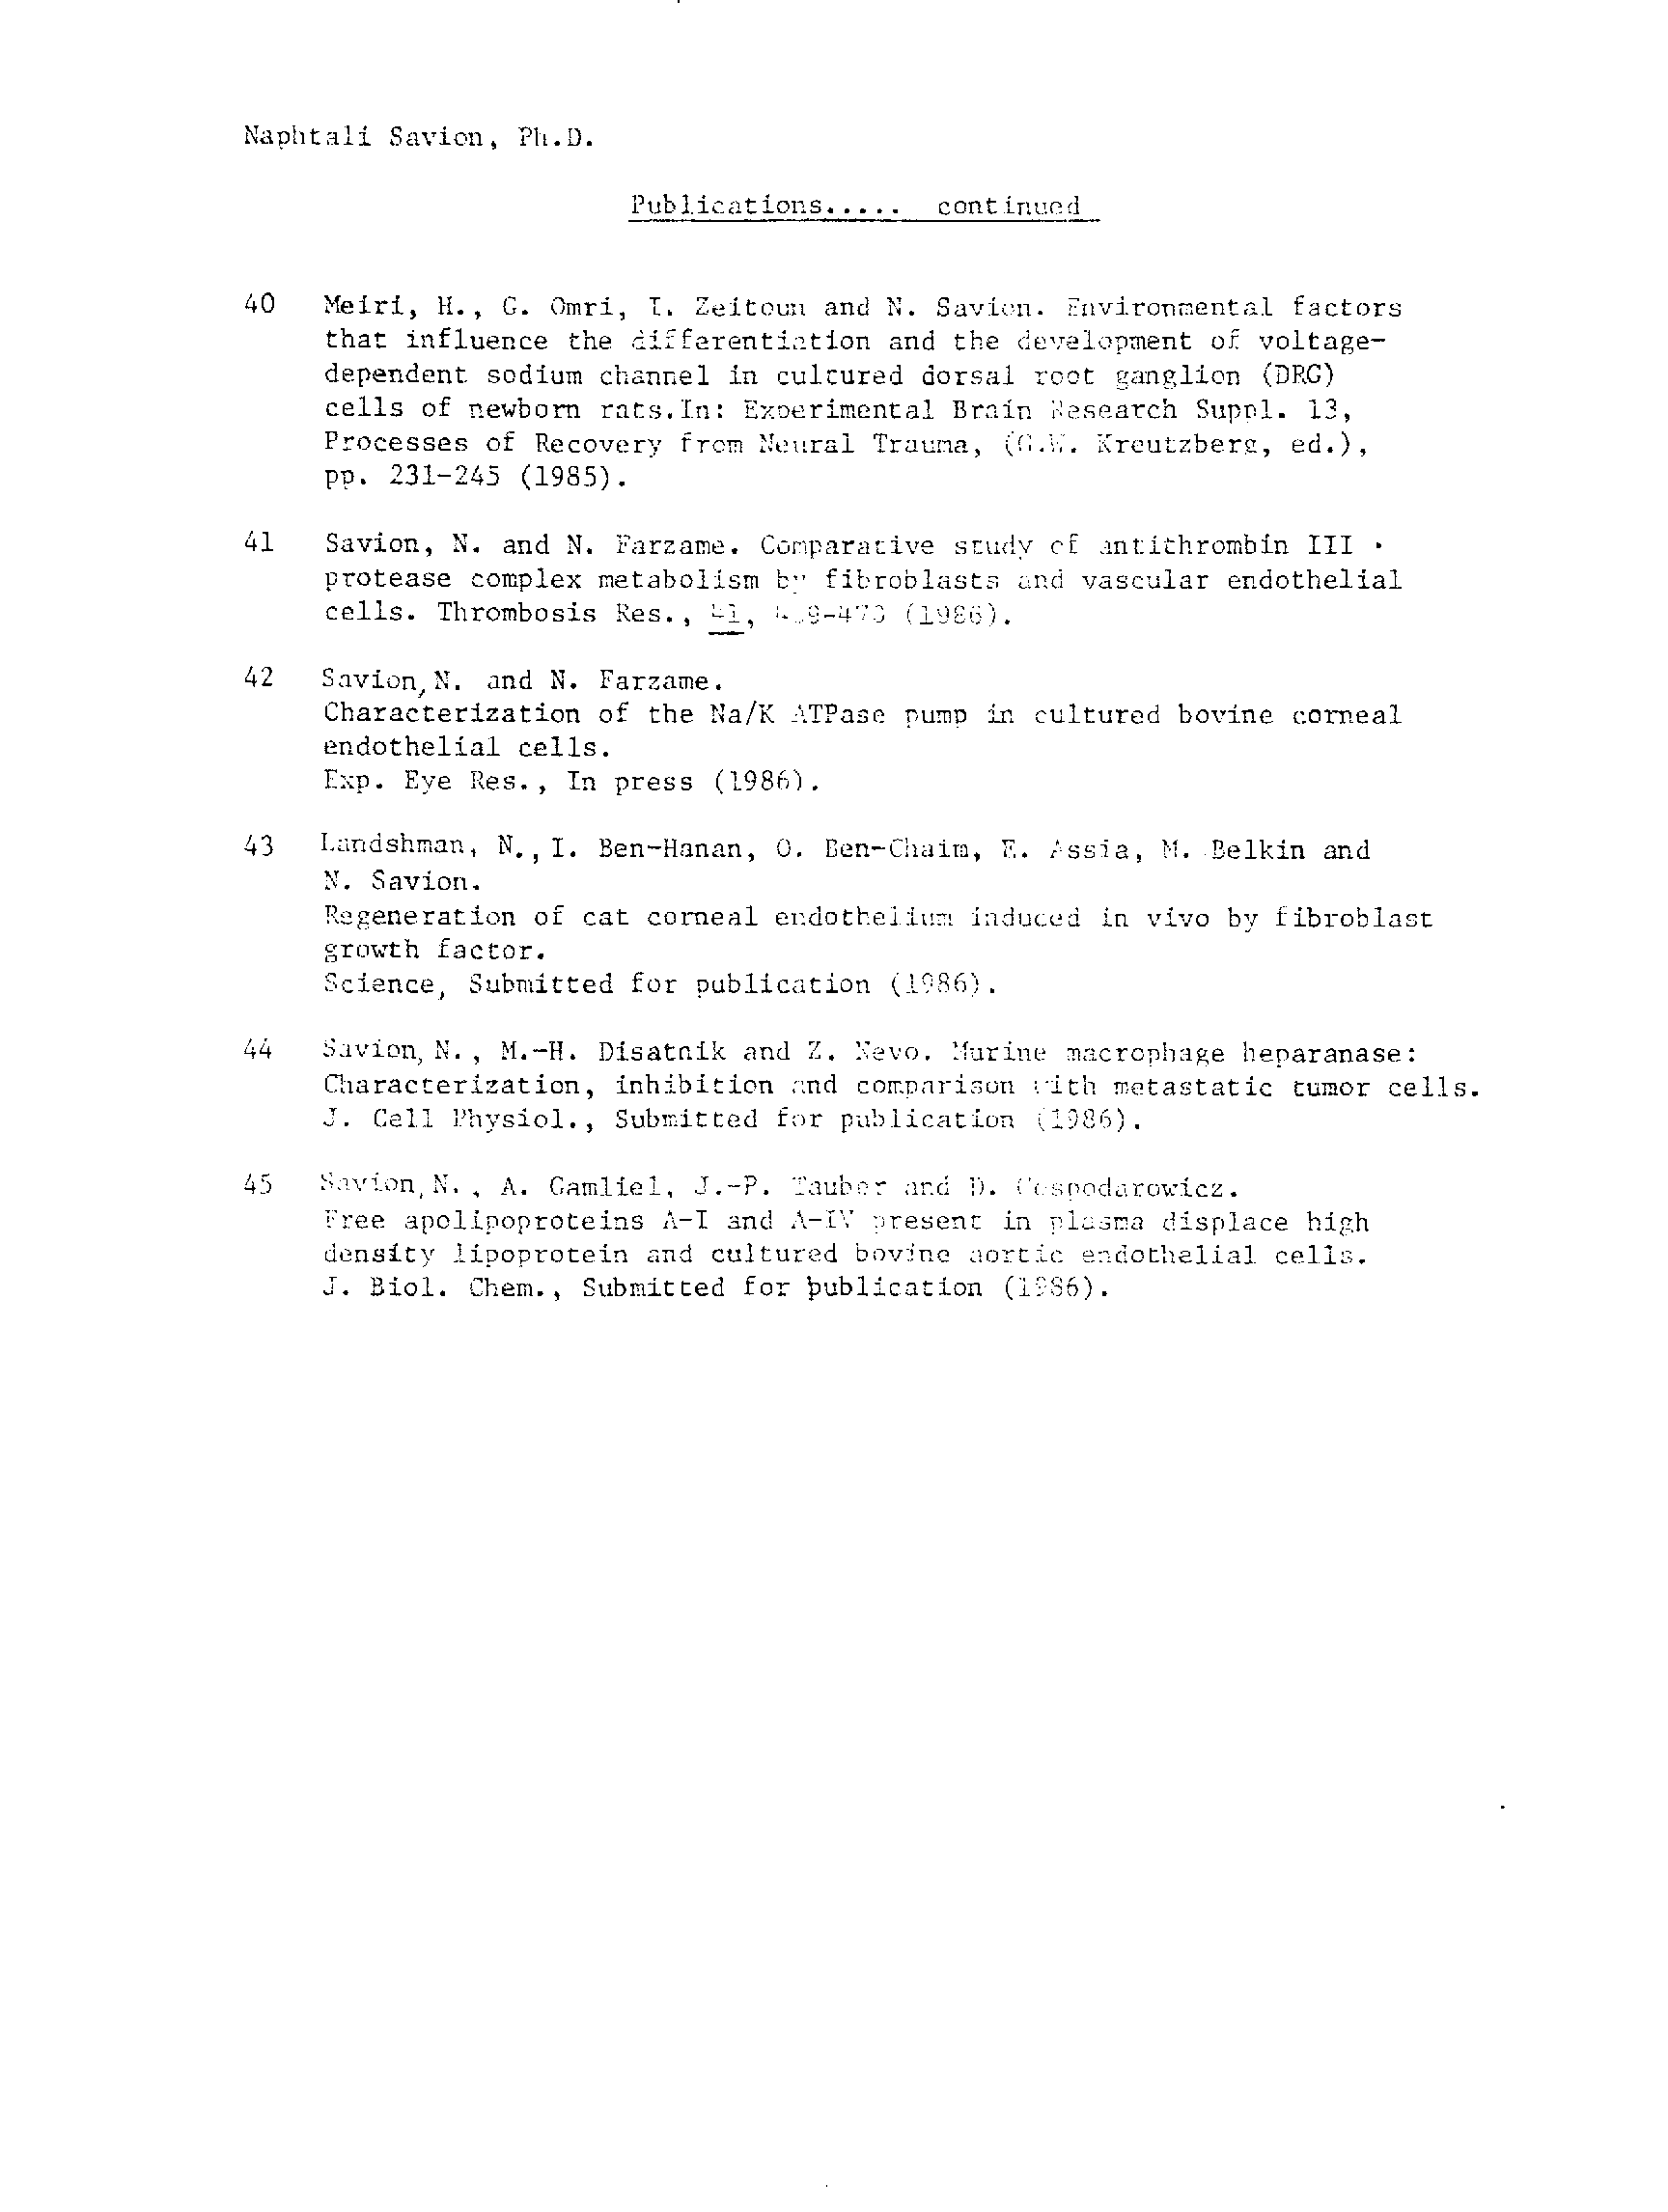 Naphtali Savion, Ph.D.
Publications..... continued
40 Meiri, H., G. Omri, I. Zeitoun and N. Savion. Environmental factors
that influence the differentiation and the development of voltage-
dependent sodium channel in cultured dorsal root ganglion (DRG)
cells of newborn rats.In: Experimental Brain Research Suppl. 13,
Processes of Recovery from Neural Trauma, (G.W. Kreutzberg, ed.),
pp. 231-245 (1985).
41 Savion, N. and N. Farzame. Comparative study of antithrombin III ·
protease complex metabolism by fibroblasts and vascular endothelial
cells. Thrombosis Res., 41, (1986).
42 Savion, N. and N. Farzame.
Characterization of the Na/K ATPase pump in cultured bovine corneal
endothelial cells.
Exp. Eye Res., In press (1986).
43 Landshman, N., I. Ben-Hanan, O. Ben-Chaim, E. Assia, M. Belkin and
N. Savion.
Regeneration of cat corneal endothelium induced in vivo by fibroblast
growth factor.
Science, Submitted for publication (1986).
44 Savion, N., M.-H. Disatnik and Z. Nevo. Murine macrophage heparanase:
Characterization, inhibition and comparison with metastatic tumor cells.
J. Cell Physiol., Submitted for publication (1986).
45 Savion, N., A. Gamliel, J.-P. Tauber and D. Gospodarowicz.
Free apolipoproteins A-I and A-IV present in plasma displace high
density lipoprotein and cultured bovine aortic endothelial cells.
J. Biol. Chem., Submitted for publication (1986).